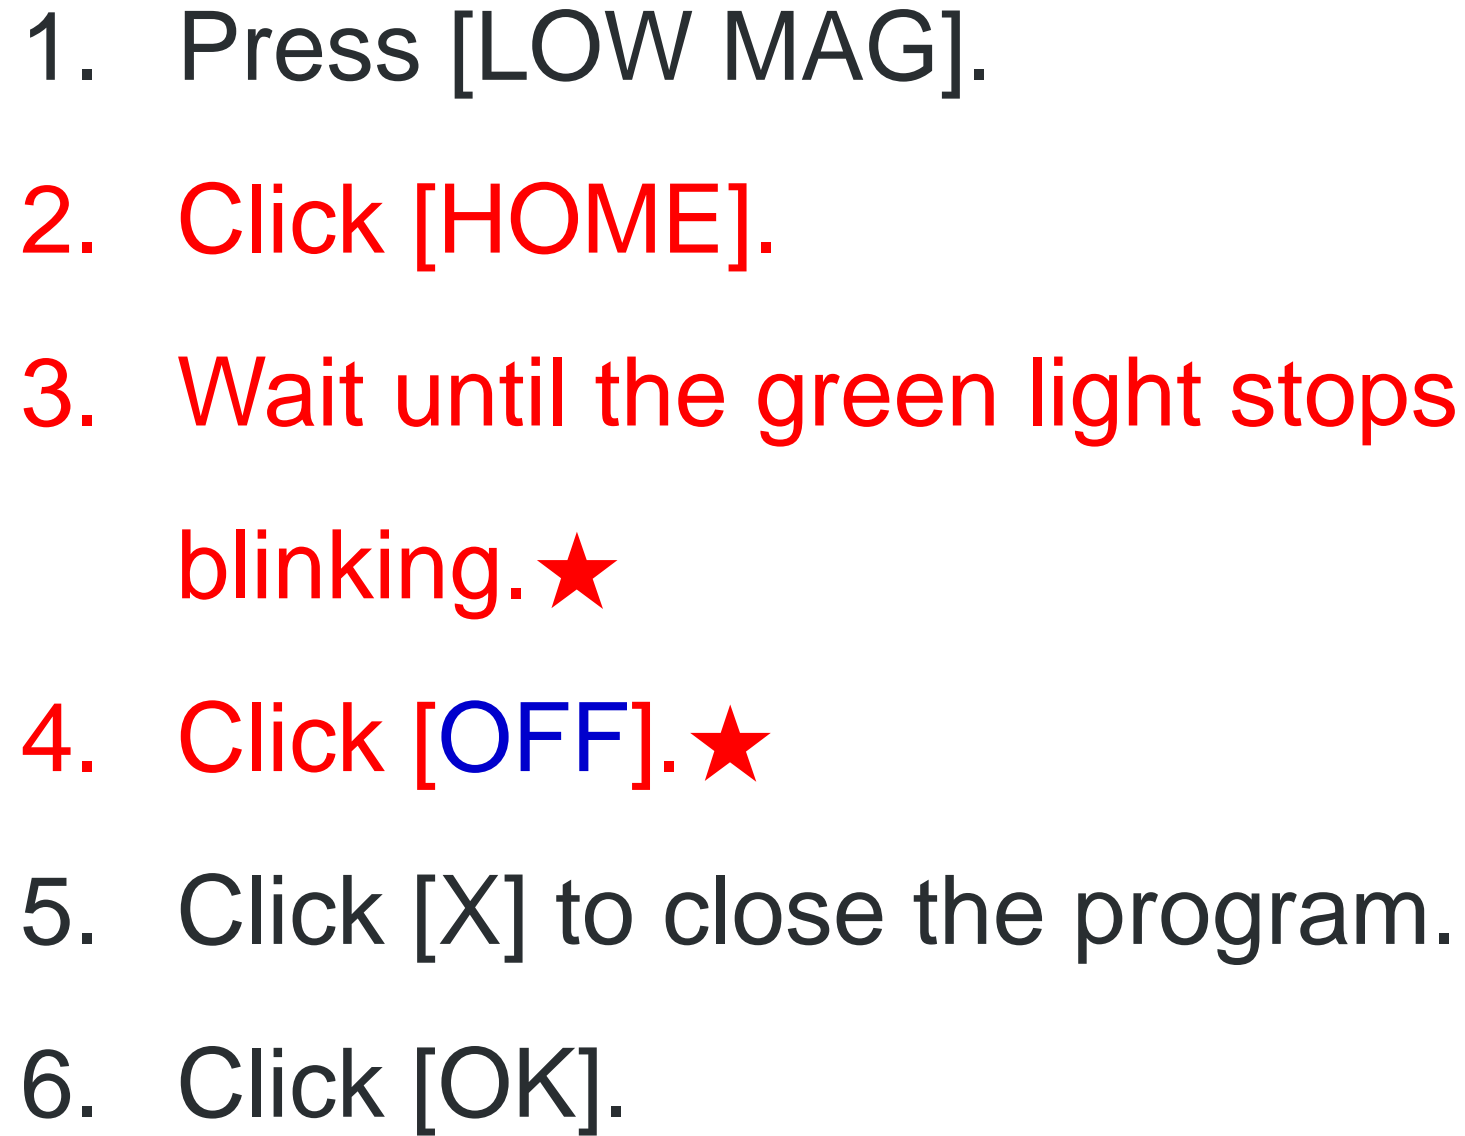 1. Press [LOW MAG].
2. Click [HOME].
3. Wait until the green light stops
blinking.★
4. Click [OFF].★
5. Click [X] to close the program.
6. Click [OK].